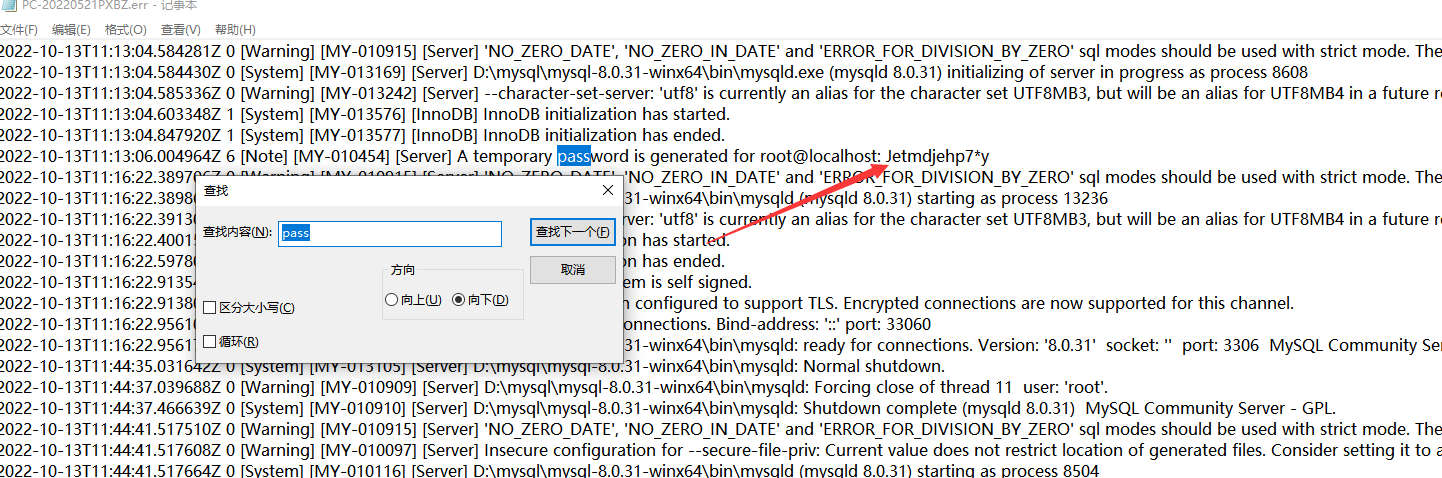 PC-20220521PXBZ.err - 记事本
文件(F) 编辑(E) 格式(O) 查看(V) 帮助(H)
2022-10-13T11:13:04.584281Z 0 [Warning] [MY-010915] [Server] 'NO_ZERO_DATE', 'NO_ZERO_IN_DATE' and 'ERROR_FOR_DIVISION_BY_ZERO' sql modes should be used with strict mode. The
2022-10-13T11:13:04.584430Z 0 [System] [MY-013169] [Server] D:\mysql\mysql-8.0.31-winx64\bin\mysqld.exe (mysqld 8.0.31) initializing of server in progress as process 8608
2022-10-13T11:13:04.585336Z 0 [Warning] [MY-013242] [Server] --character-set-server: 'utf8' is currently an alias for the character set UTF8MB3, but will be an alias for UTF8MB4 in a future re
2022-10-13T11:13:04.603348Z 1 [System] [MY-013576] [InnoDB] InnoDB initialization has started.
2022-10-13T11:13:04.847920Z 1 [System] [MY-013577] [InnoDB] InnoDB initialization has ended.
2022-10-13T11:13:06.004964Z 6 [Note] [MY-010454] [Server] A temporary password is generated for root@localhost: Jetmdjehp7*y
2022-10-13T11:16:22.389706Z 0 [Warning] [MY-010915] [Server] 'NO_ZERO_DATE', 'NO_ZERO_IN_DATE' and 'ERROR_FOR_DIVISION_BY_ZERO' sql modes should be used with strict mode. The
2022-10-13T11:16:22.3898 (mysqld 8.0.31) starting as process 13236
2022-10-13T11:16:22.3913 server: 'utf8' is currently an alias for the character set UTF8MB3, but will be an alias for UTF8MB4 in a future re
2022-10-13T11:16:22.4001 on has started.
2022-10-13T11:16:22.5978 on has ended.
2022-10-13T11:16:22.9135 em is self signed.
2022-10-13T11:16:22.9138 n configured to support TLS. Encrypted connections are now supported for this channel.
2022-10-13T11:16:22.9561 connections. Bind-address: '::' port: 33060
2022-10-13T11:16:22.9561 -winx64\bin\mysqld: ready for connections. Version: '8.0.31' socket: '' port: 3306 MySQL Community Se
2022-10-13T11:44:35.031642Z 0 [System] [MY-013105] [Server] D:\mysql\mysql-8.0.31-winx64\bin\mysqld: Normal shutdown.
2022-10-13T11:44:37.039688Z 0 [Warning] [MY-010909] [Server] D:\mysql\mysql-8.0.31-winx64\bin\mysqld: Forcing close of thread 11 user: 'root'.
2022-10-13T11:44:37.466639Z 0 [System] [MY-010910] [Server] D:\mysql\mysql-8.0.31-winx64\bin\mysqld: Shutdown complete (mysqld 8.0.31) MySQL Community Server - GPL.
2022-10-13T11:44:41.517510Z 0 [Warning] [MY-010915] [Server] 'NO_ZERO_DATE', 'NO_ZERO_IN_DATE' and 'ERROR_FOR_DIVISION_BY_ZERO' sql modes should be used with strict mode. The
2022-10-13T11:44:41.517608Z 0 [Warning] [MY-010097] [Server] Insecure configuration for --secure-file-priv: Current value does not restrict location of generated files. Consider setting it to a
2022-10-13T11:44:41.517664Z 0 [System] [MY-010116] [Server] D:\mysql\mysql-8.0.31-winx64\bin\mysqld (mysqld 8.0.31) starting as process 8504
查找
查找内容(N): pass 查找下一个(F)
取消
方向
向上(U) 向下(D)
区分大小写(C)
循环(R)